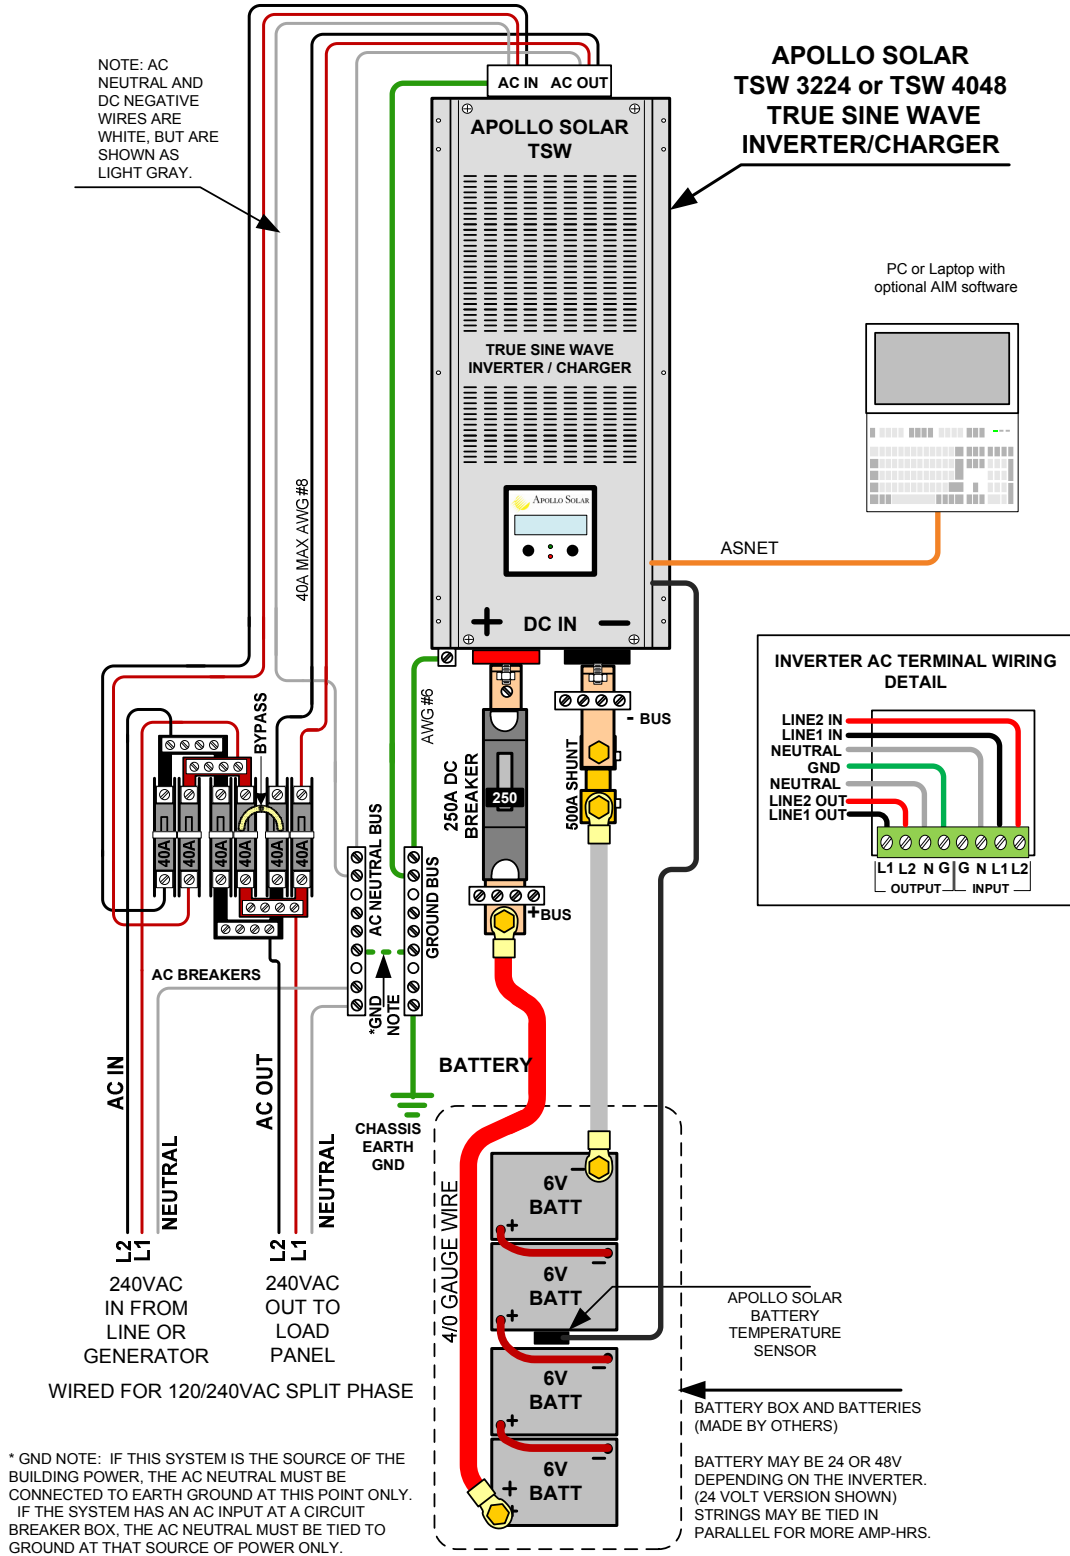 APOLLO SOLAR
TSW 3224 or TSW 4048
TRUE SINE WAVE
INVERTER/CHARGER
NOTE: AC
NEUTRAL AND
DC NEGATIVE
WIRES ARE
WHITE, BUT ARE
SHOWN AS
LIGHT GRAY.
AC IN AC OUT
APOLLO SOLAR
TSW
TRUE SINE WAVE
INVERTER / CHARGER
APOLLO SOLAR
DC IN
PC or Laptop with
optional AIM software
ASNET
40A MAX AWG#8
AWG#6
BYPASS
40A
40A
40A
40A
40A
40A
AC BREAKERS
AC NEUTRAL BUS
GROUND BUS
*GND
NOTE
250A DC
BREAKER
250
+BUS
500A SHUNT
- BUS
INVERTER AC TERMINAL WIRING
DETAIL
LINE2 IN
LINE1 IN
NEUTRAL
GND
NEUTRAL
LINE2 OUT
LINE1 OUT
L1 L2 N G G N L1 L2
OUTPUT INPUT
BATTERY
CHASSIS
EARTH
GND
AC IN
NEUTRAL
AC OUT
NEUTRAL
L2
L1
L2
L1
240VAC
IN FROM
LINE OR
GENERATOR
240VAC
OUT TO
LOAD
PANEL
WIRED FOR 120/240VAC SPLIT PHASE
4/0 GAUGE WIRE
6V
BATT
6V
BATT
6V
BATT
6V
BATT
APOLLO SOLAR
BATTERY
TEMPERATURE
SENSOR
BATTERY BOX AND BATTERIES
(MADE BY OTHERS)
BATTERY MAY BE 24 OR 48V
DEPENDING ON THE INVERTER.
(24 VOLT VERSION SHOWN)
STRINGS MAY BE TIED IN
PARALLEL FOR MORE AMP-HRS.
* GND NOTE: IF THIS SYSTEM IS THE SOURCE OF THE
BUILDING POWER, THE AC NEUTRAL MUST BE
CONNECTED TO EARTH GROUND AT THIS POINT ONLY.
IF THE SYSTEM HAS AN AC INPUT AT A CIRCUIT
BREAKER BOX, THE AC NEUTRAL MUST BE TIED TO
GROUND AT THAT SOURCE OF POWER ONLY.